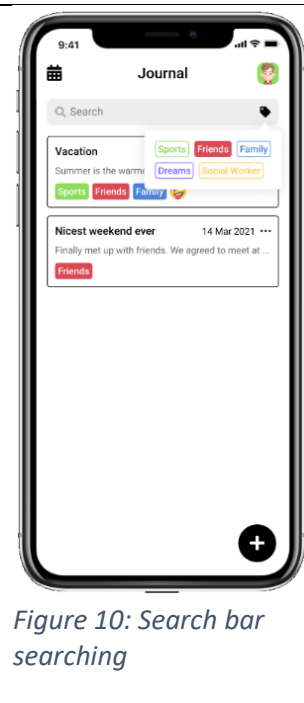 9:41
Journal
Search
Vacation
Sports Friends Family
Summer is the warme
Dreams Social Worker
Sports Friends Family
Nicest weekend ever 14 Mar 2021
Finally met up with friends. We agreed to meet at ...
Friends
Figure 10: Search bar
searching